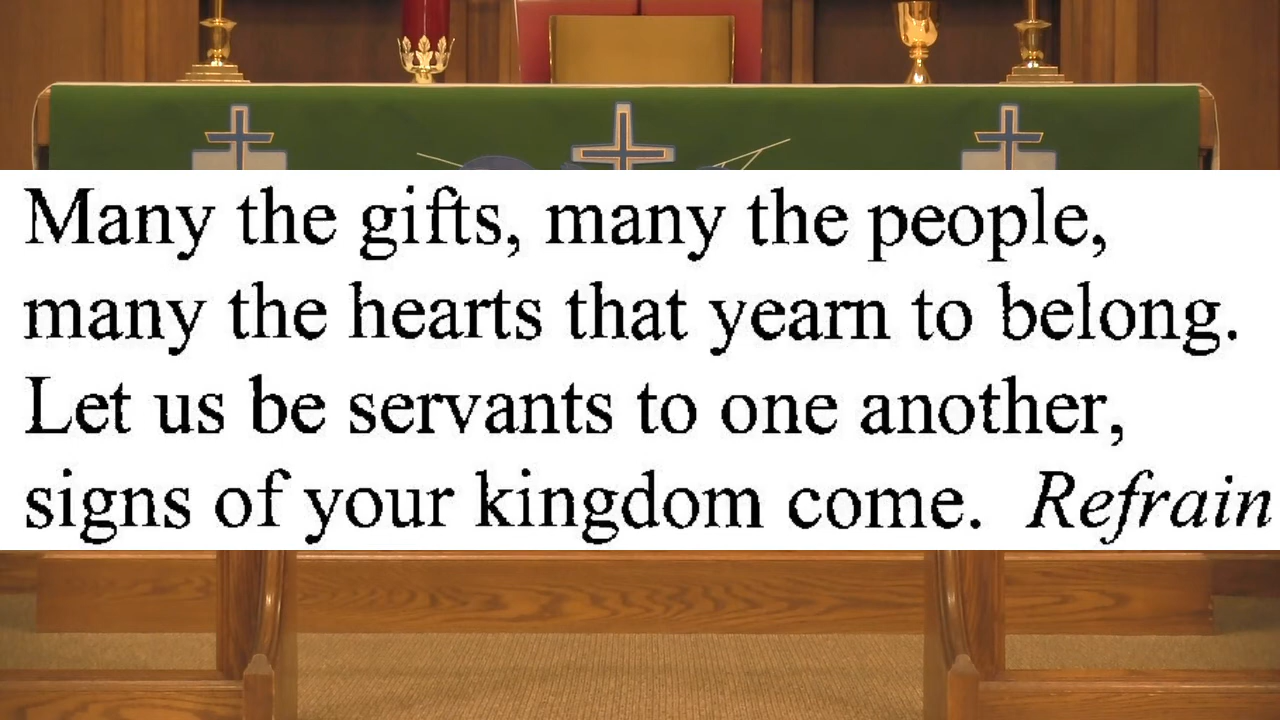 Many the gifts, many the people,
many the hearts that yearn to belong.
Let us be servants to one another,
signs of your kingdom come. Refrain